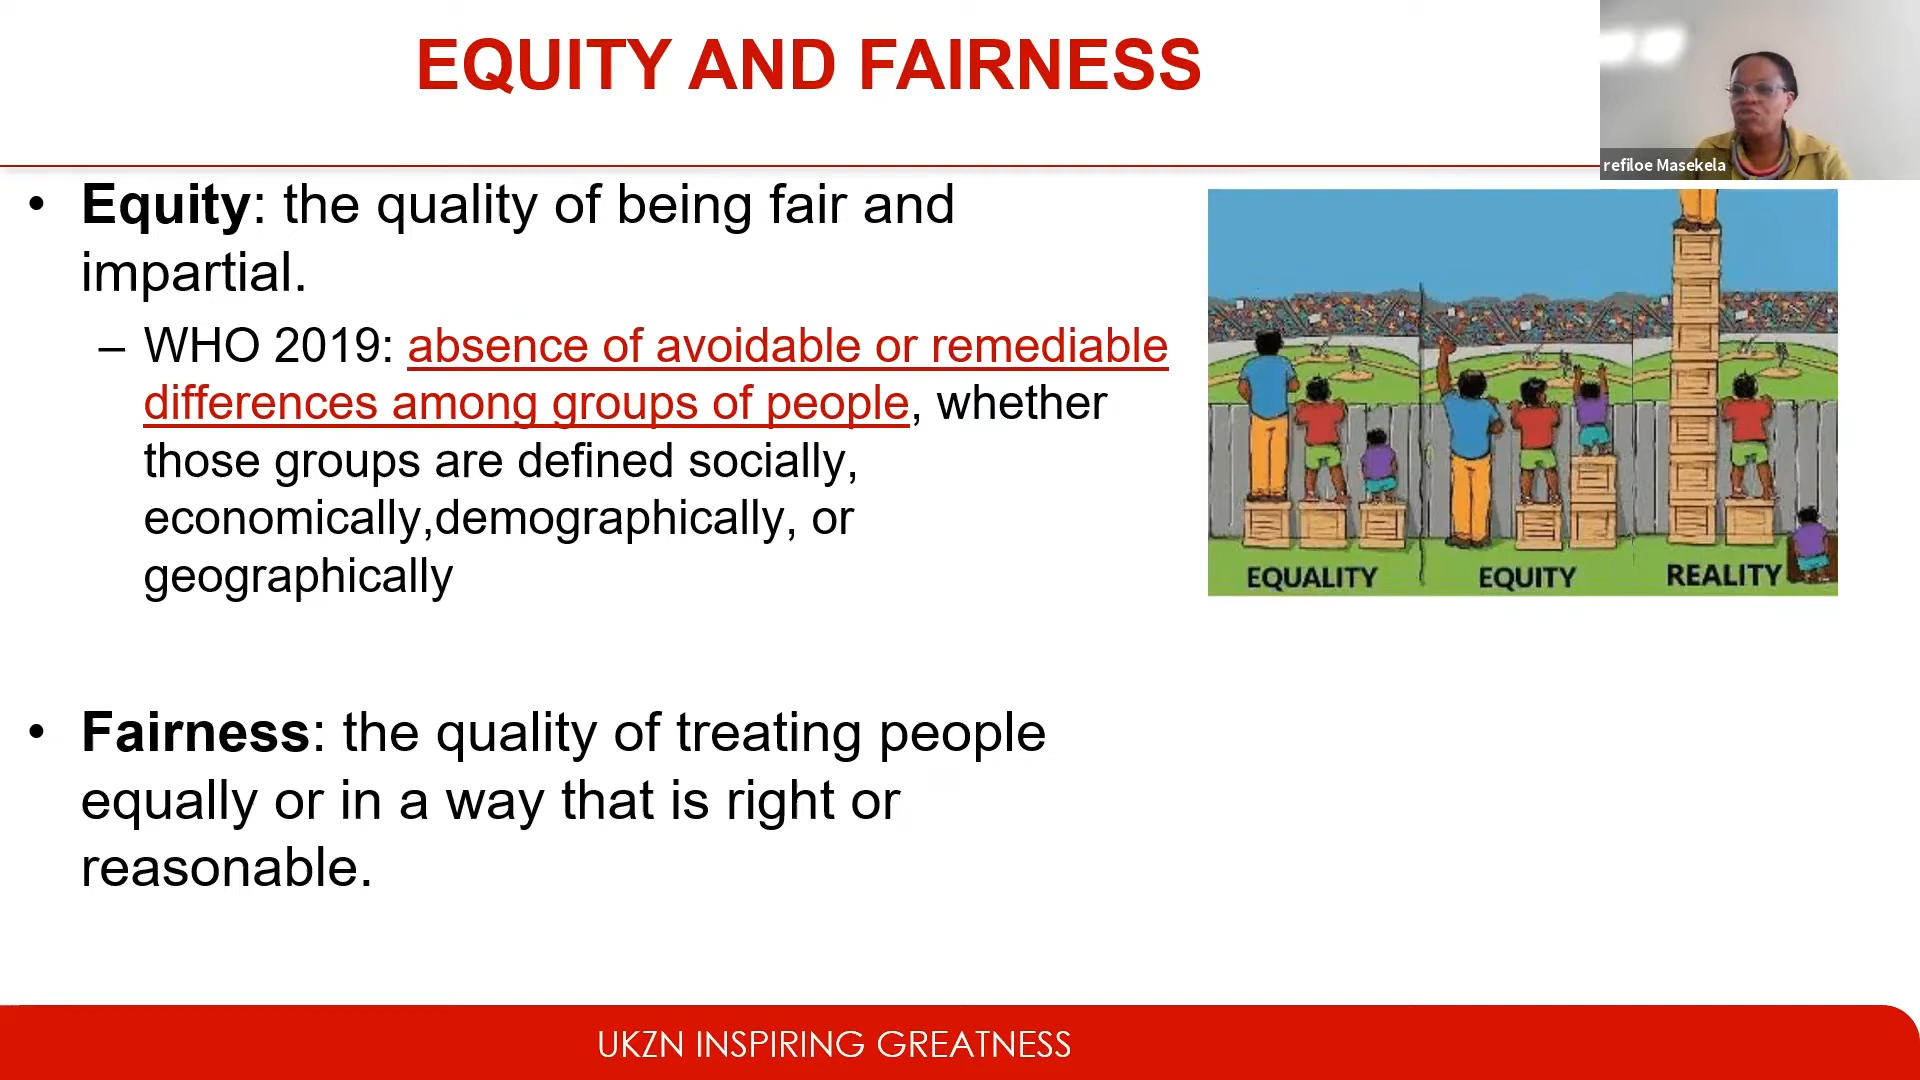 EQUITY AND FAIRNESS
refiloe Masekela
• Equity: the quality of being fair and
impartial.
– WHO 2019: absence of avoidable or remediable
differences among groups of people, whether
those groups are defined socially,
economically,demographically, or
geographically
EQUALITY
EQUITY
REALITY
• Fairness: the quality of treating people
equally or in a way that is right or
reasonable.
UKZN INSPIRING GREATNESS